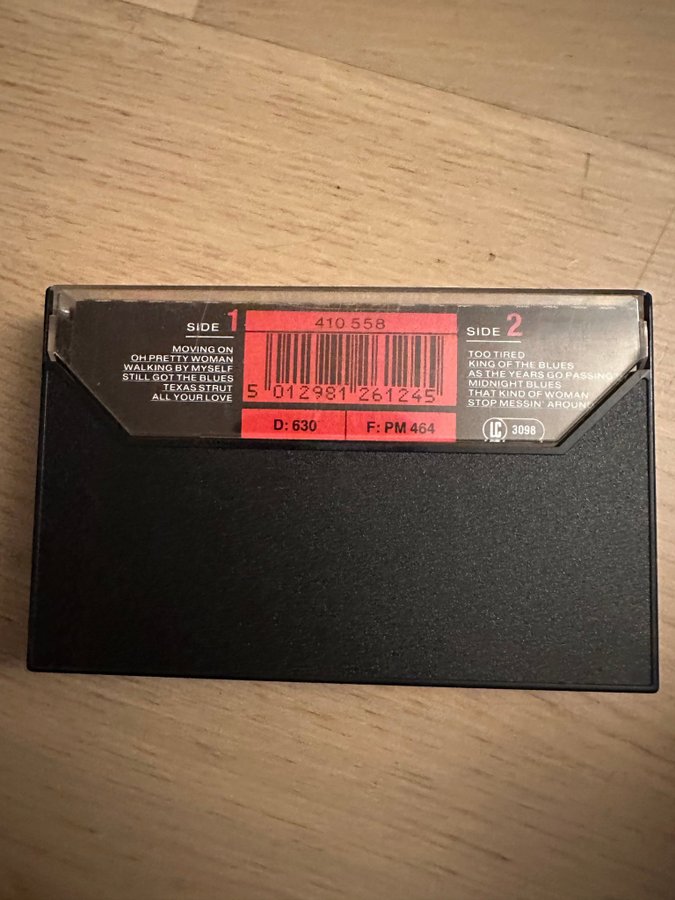 SIDE 1
MOVING ON
OH PRETTY WOMAN
WALKING BY MYSELF
STILL GOT THE BLUES
TEXAS STRUT
ALL YOUR LOVE
410 558
5 012981 261245
D: 630
F: PM 464
SIDE 2
TOO TIRED
KING OF THE BLUES
AS THE YEARS GO PASSING
MIDNIGHT BLUES
THAT KIND OF WOMAN
STOP MESSIN' AROUND
LC 3098